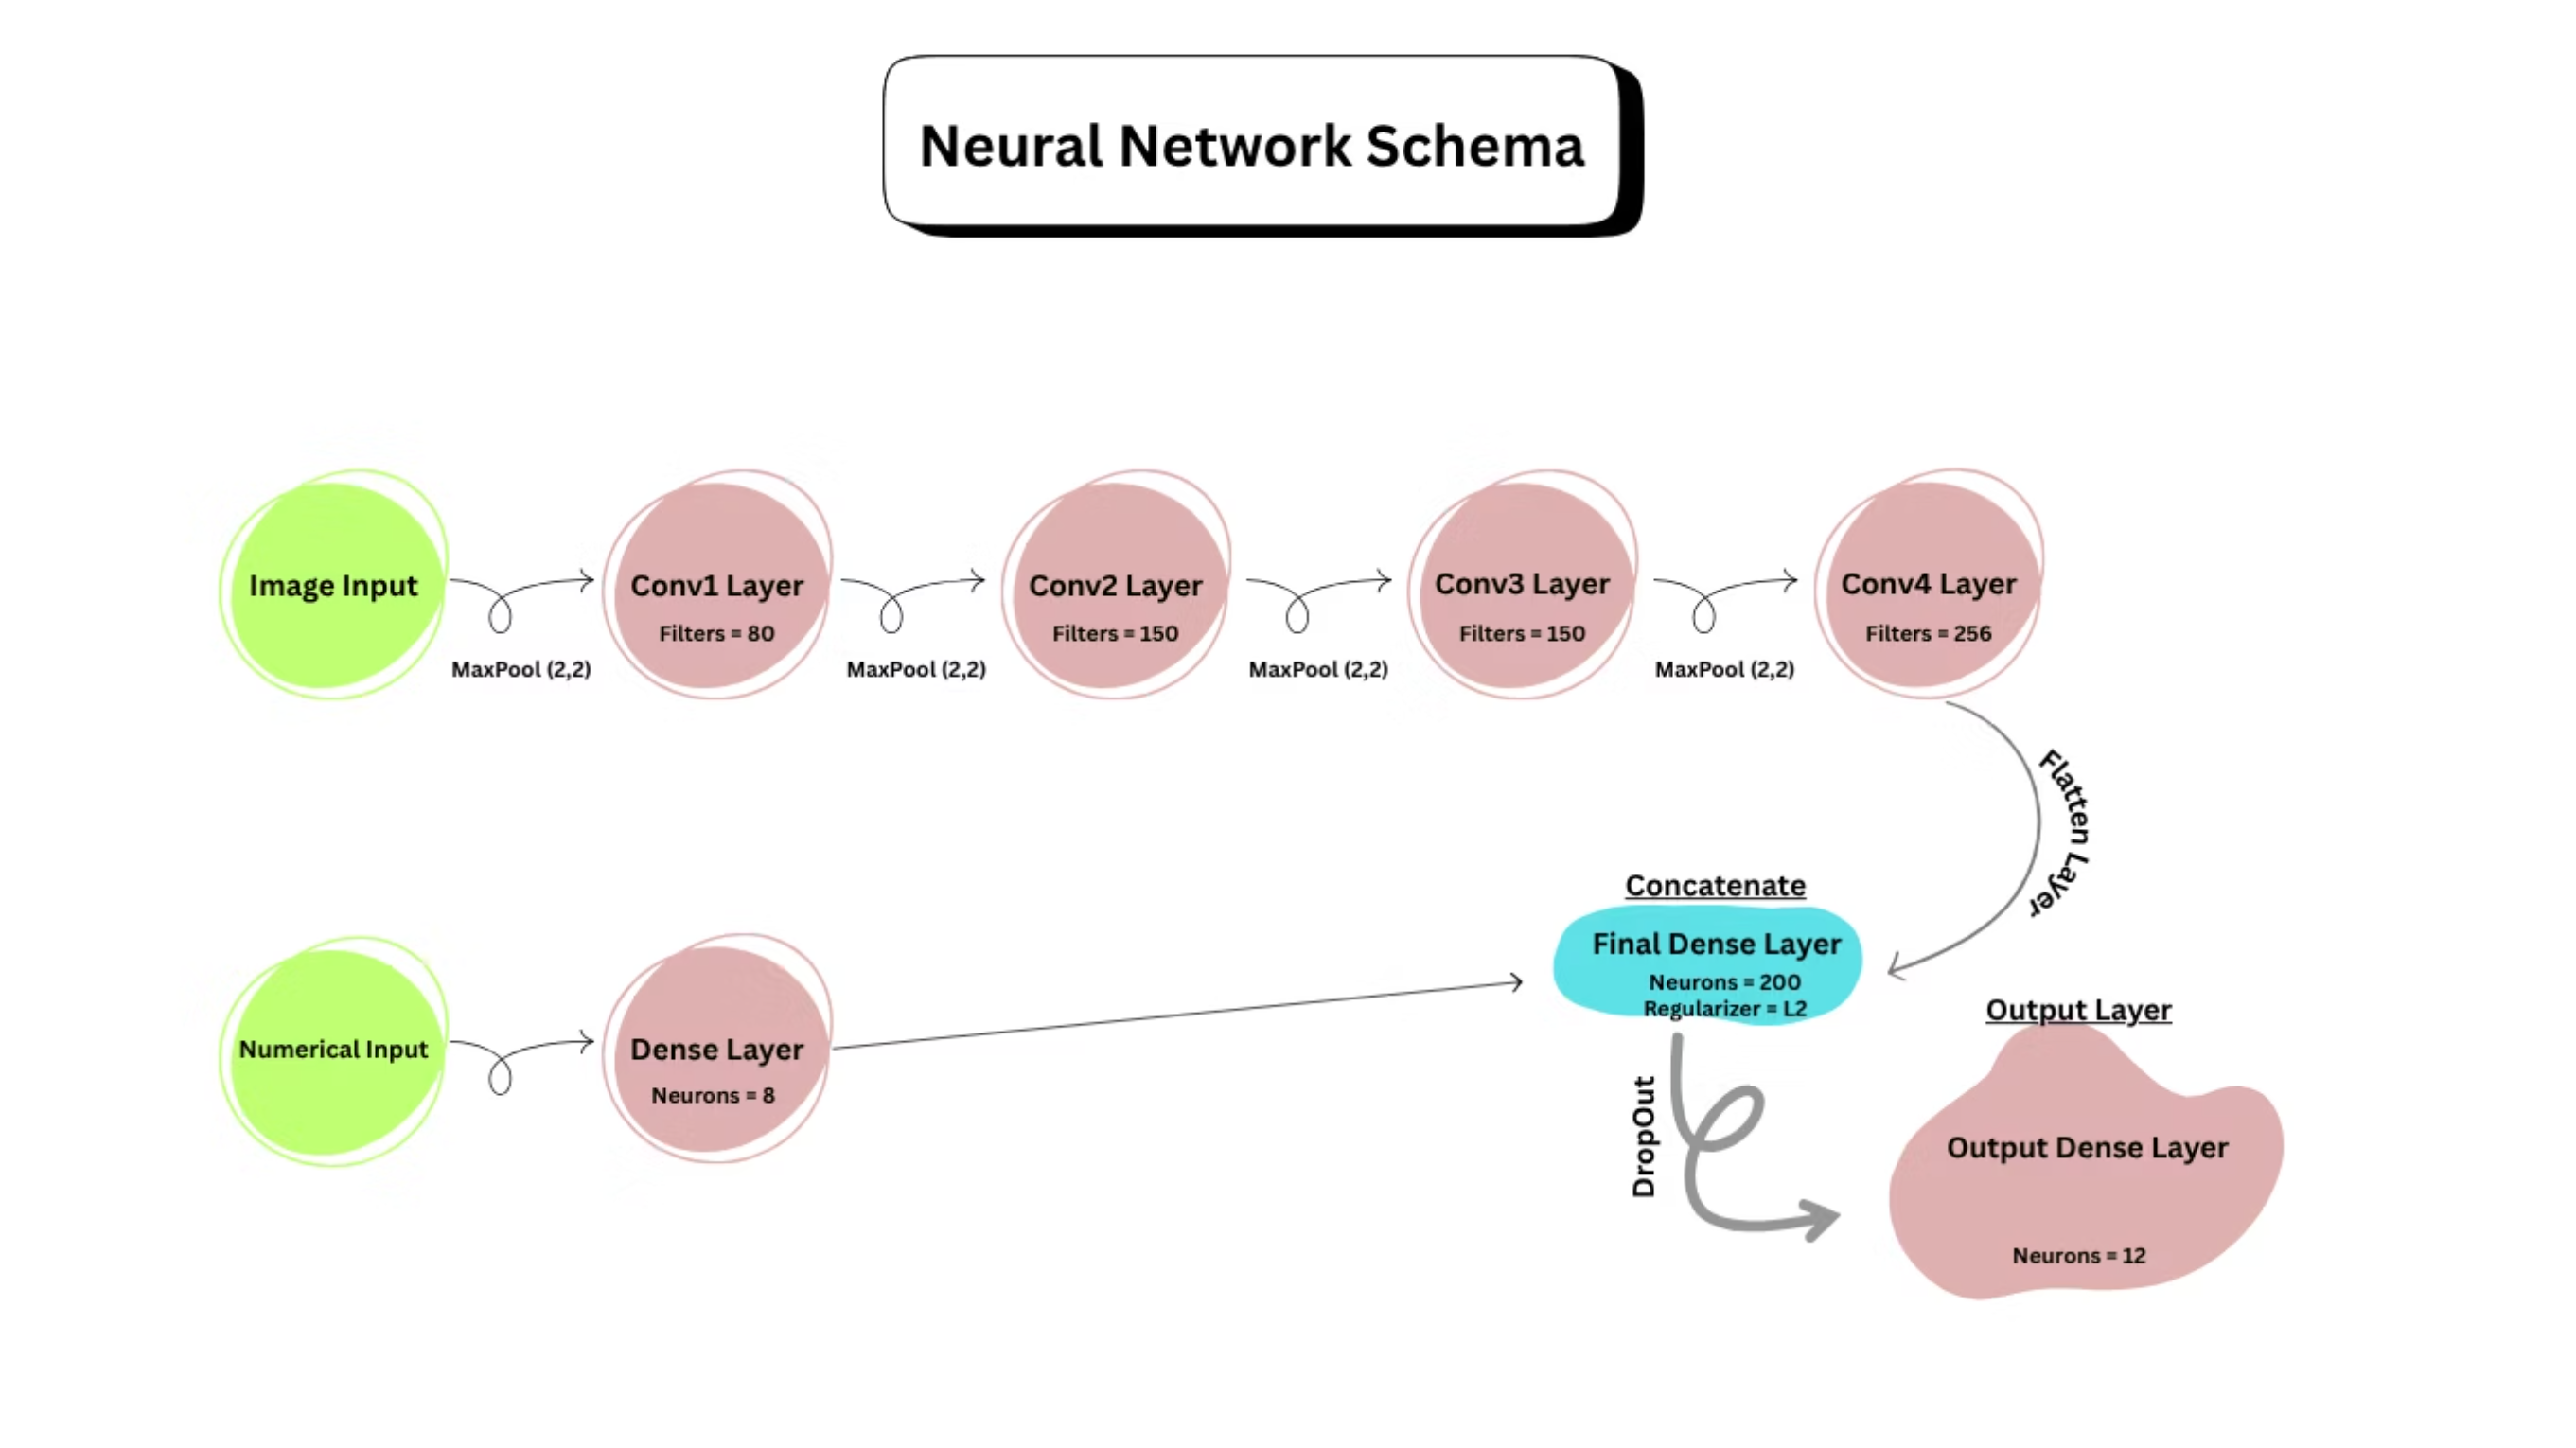 Neural Network Schema
Image Input
MaxPool (2,2)
Conv1 Layer
Filters = 80
MaxPool (2,2)
Conv2 Layer
Filters = 150
MaxPool (2,2)
Conv3 Layer
Filters = 150
MaxPool (2,2)
Conv4 Layer
Filters = 256
Flatten Layer
Numerical Input
Dense Layer
Neurons = 8
Concatenate
Final Dense Layer
Neurons = 200
Regularizer = L2
DropOut
Output Layer
Output Dense Layer
Neurons = 12